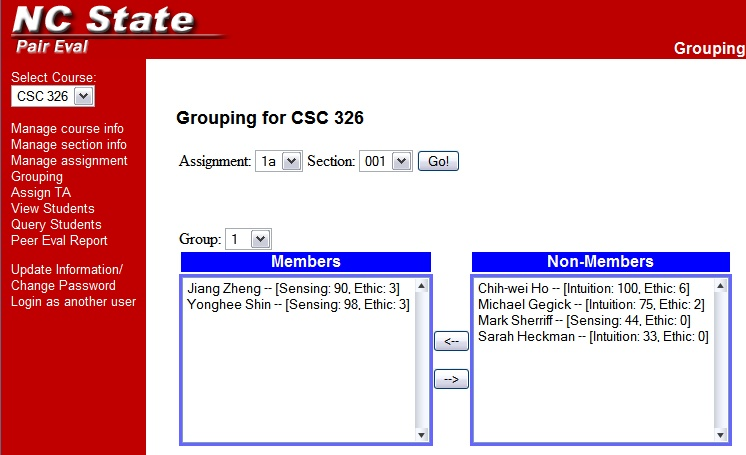 NC State
Pair Eval
Grouping
Select Course:
CSC 326
Manage course info
Manage section info
Manage assignment
Grouping
Assign TA
View Students
Query Students
Peer Eval Report
Update Information/
Change Password
Login as another user
Grouping for CSC 326
Assignment: 1a Section: 001 Go!
Group: 1
Members
Jiang Zheng -- [Sensing: 90, Ethic: 3]
Yonghee Shin -- [Sensing: 98, Ethic: 3]
<--
-->
Non-Members
Chih-wei Ho -- [Intuition: 100, Ethic: 6]
Michael Gegick -- [Intuition: 75, Ethic: 2]
Mark Sherriff -- [Sensing: 44, Ethic: 0]
Sarah Heckman -- [Intuition: 33, Ethic: 0]